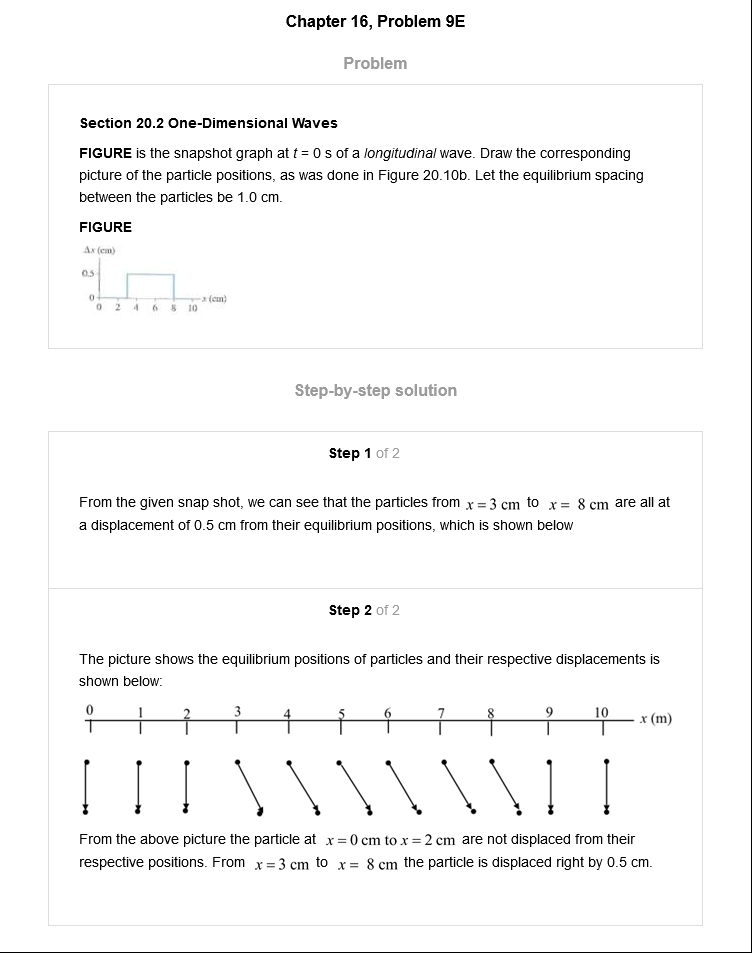 Chapter 16, Problem 9E
Problem
Section 20.2 One-Dimensional Waves
FIGURE is the snapshot graph at t = 0 s of a longitudinal wave. Draw the corresponding
picture of the particle positions, as was done in Figure 20.10b. Let the equilibrium spacing
between the particles be 1.0 cm.
FIGURE
Δx (cm)
0.5
0
x (cm)
0 2 4 6 8 10
Step-by-step solution
Step 1 of 2
From the given snap shot, we can see that the particles from x = 3 cm to x = 8 cm are all at
a displacement of 0.5 cm from their equilibrium positions, which is shown below
Step 2 of 2
The picture shows the equilibrium positions of particles and their respective displacements is
shown below:
0 1 2 3 4 5 6 7 8 9 10 x (m)
From the above picture the particle at x = 0 cm to x = 2 cm are not displaced from their
respective positions. From x = 3 cm to x = 8 cm the particle is displaced right by 0.5 cm.